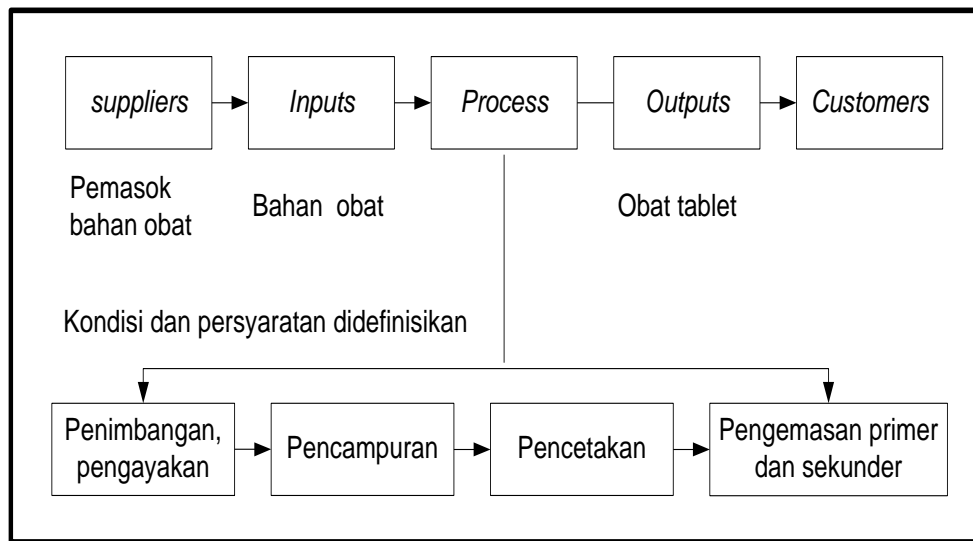 suppliers
Inputs
Process
Outputs
Customers
Pemasok
bahan obat
Bahan obat
Obat tablet
Kondisi dan persyaratan didefinisikan
Penimbangan,
pengayakan
Pencampuran
Pencetakan
Pengemasan primer
dan sekunder